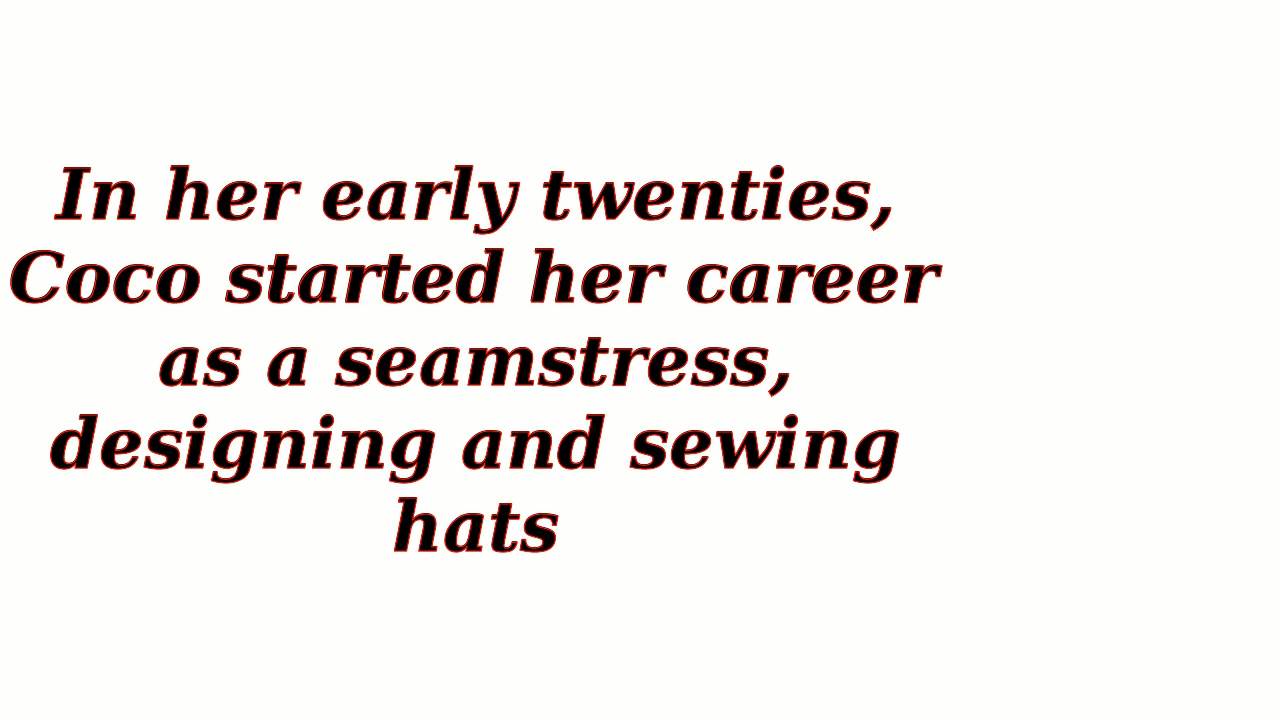 In her early twenties,
Coco started her career
as a seamstress,
designing and sewing
hats